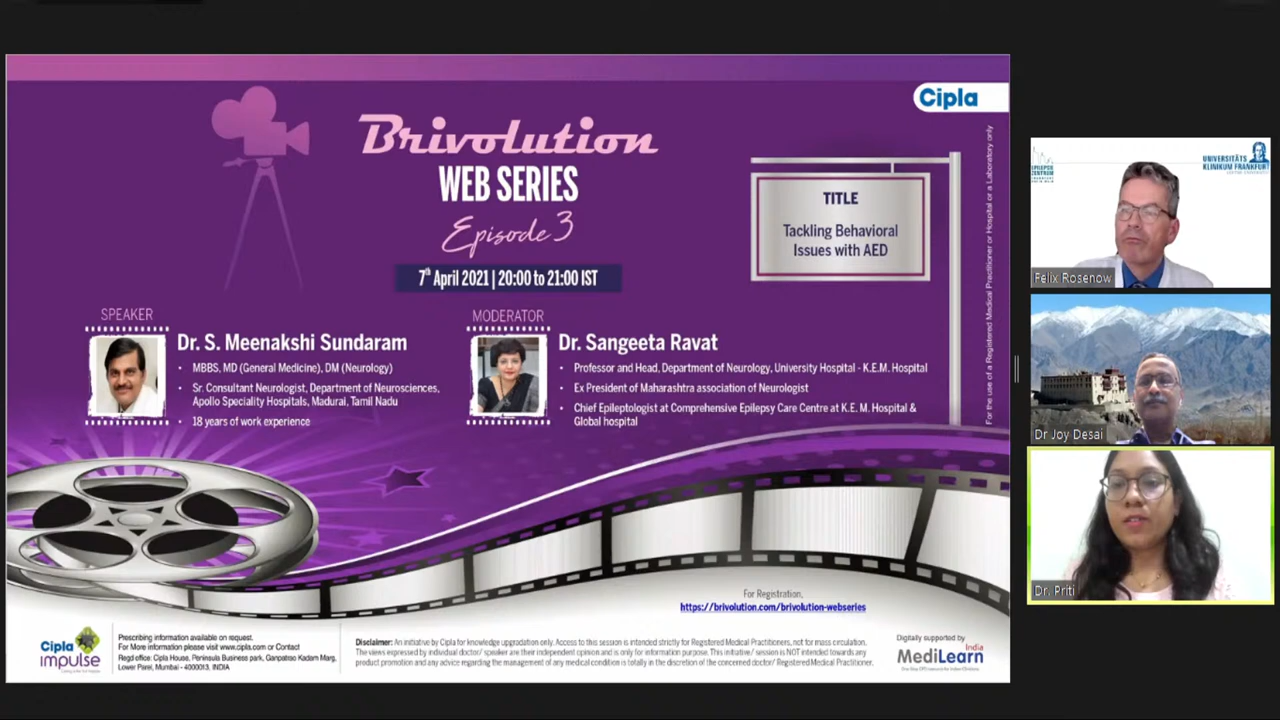 Cipla
Brivolution
WEB SERIES
Episode 3
7th April 2021 | 20:00 to 21:00 IST
TITLE
Tackling Behavioral
Issues with AED
For the use of a Registered Medical Practitioner or Hospital or a Laboratory only
SPEAKER
Dr. S. Meenakshi Sundaram
• MBBS, MD (General Medicine), DM (Neurology)
• Sr. Consultant Neurologist, Department of Neurosciences,
Apollo Speciality Hospitals, Madurai, Tamil Nadu
• 18 years of work experience
MODERATOR
Dr. Sangeeta Ravat
• Professor and Head, Department of Neurology, University Hospital - K.E.M. Hospital
• Ex President of Maharashtra association of Neurologist
• Chief Epileptologist at Comprehensive Epilepsy Care Centre at K.E. M. Hospital &
Global hospital
For Registration,
https://brivolution.com/brivolution-webseries
Cipla
impulse
Prescribing information available on request.
For More information please visit www.cipla.com or Contact
Regd office: Cipla House, Peninsula Business park, Ganpatroo Kadam Marg,
Lower Parel, Mumbai - 4000013, INDIA
Disclaimer: An initiative by Cipla for knowledge upgradation only. Access to this session is intended strictly for Registered Medical Practitioners, not for mass circulation.
The views expressed by individual doctor/ speaker are their independent opinion and is only for information purpose. This initiative/ session is NOT intended towards any
product promotion and any advice regarding the management of any medical condition is totally in the discretion of the concerned doctor/ Registered Medical Practitioner.
Digitally supported by
MediLearn India
UNIVERSITÄTS
KLINIKUM FRANKFURT
Felix Rosenow
Dr Joy Desai
Dr. Priti